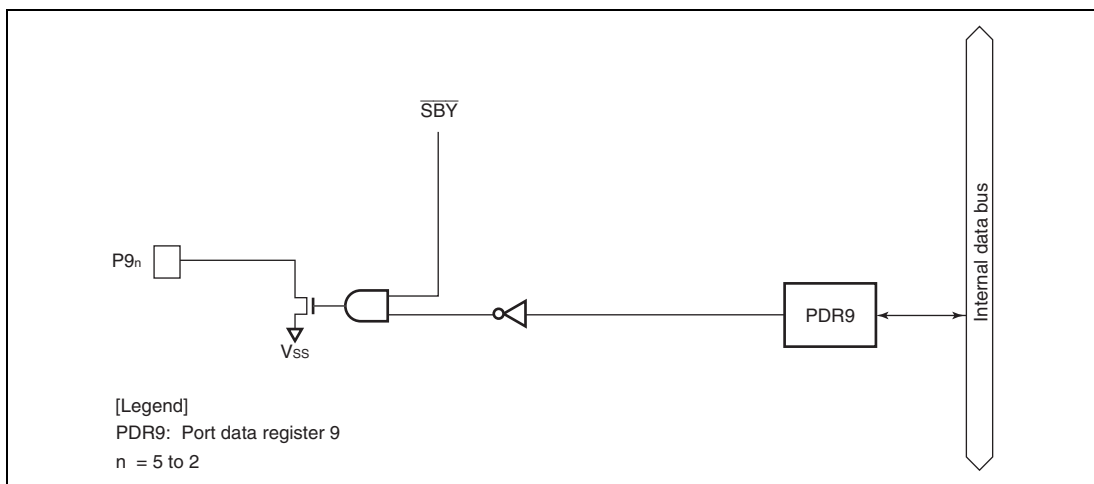 SBY
P9n
VSS
PDR9
Internal data bus
[Legend]
PDR9: Port data register 9
n = 5 to 2